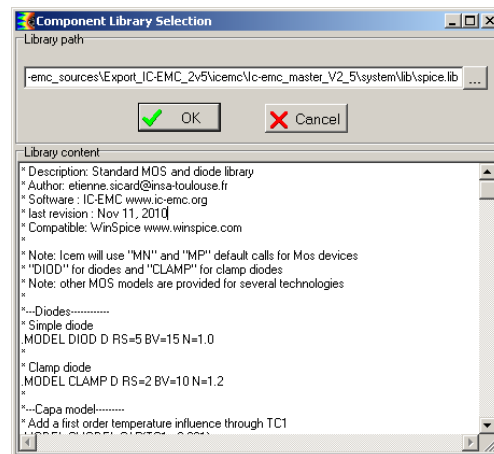 Component Library Selection
Library path
-emc_sources\Export_IC-EMC_2v5\icemc\Ic-emc_master_V2_5\system\lib\spice.lib
...
OK
Cancel
Library content
* Description: Standard MOS and diode library
* Author: etienne.sicard@insa-toulouse.fr
* Software : IC-EMC www.ic-emc.org
* last revision : Nov 11, 2010
* Compatible: WinSpice www.winspice.com
*
* Note: Icem will use "MN" and "MP" default calls for Mos devices
* "DIOD" for diodes and "CLAMP" for clamp diodes
* Note: other MOS models are provided for several technologies
*
*---Diodes------------
* Simple diode
.MODEL DIOD D RS=5 BV=15 N=1.0
*
* Clamp diode
.MODEL CLAMP D RS=2 BV=10 N=1.2
*
*---Capa model---------
* Add a first order temperature influence through TC1